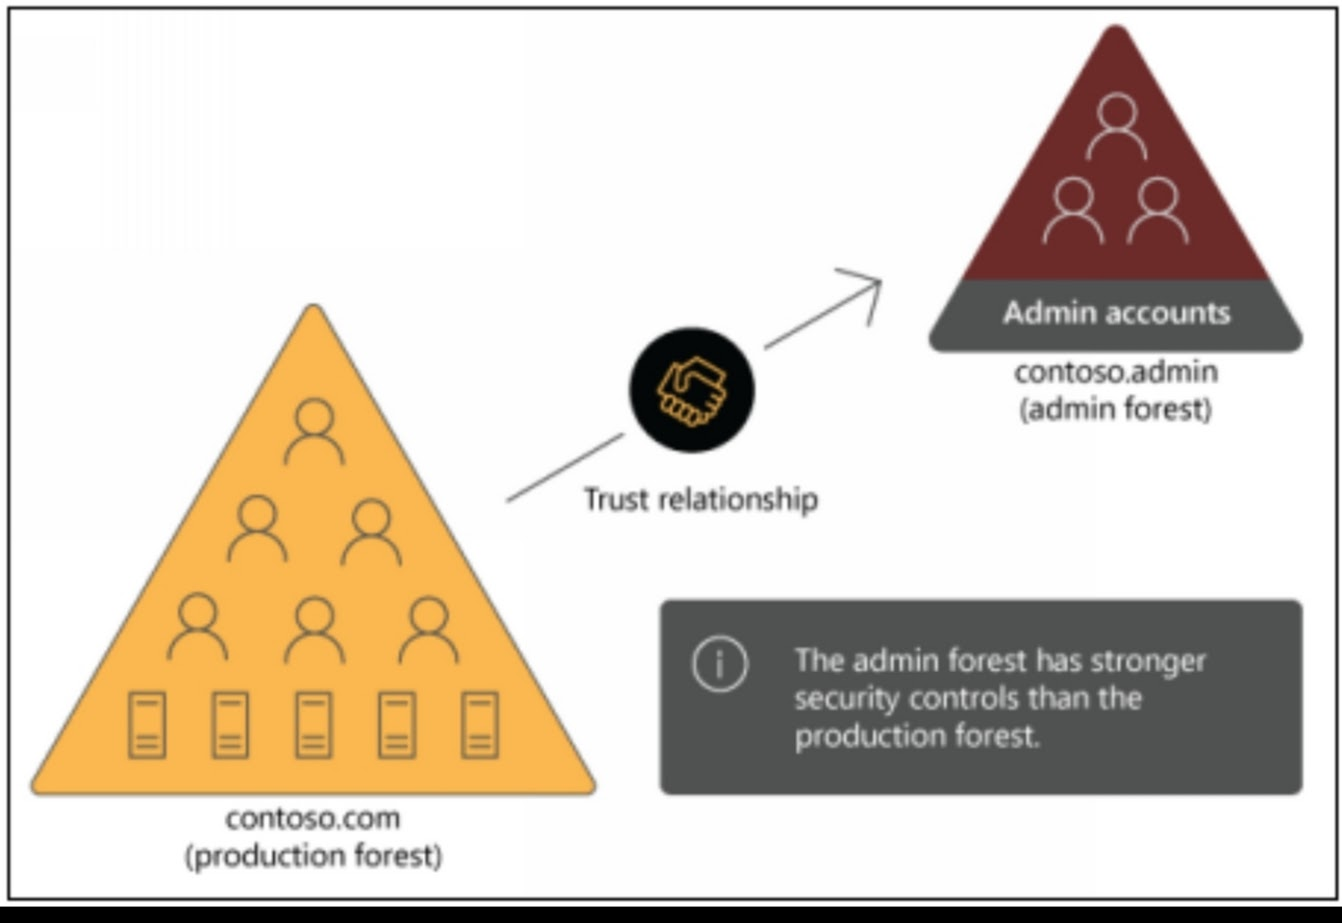 Admin accounts
contoso.admin
(admin forest)
Trust relationship
The admin forest has stronger
security controls than the
production forest.
contoso.com
(production forest)